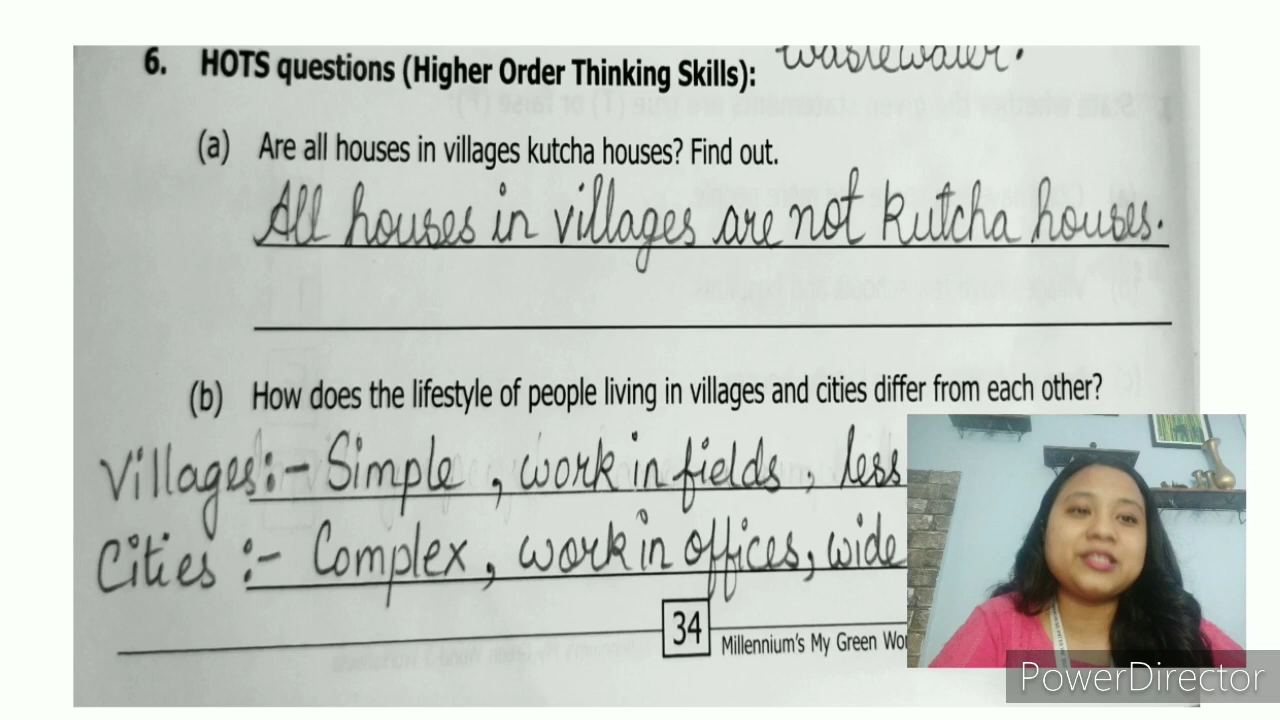 wastewater.
6. HOTS questions (Higher Order Thinking Skills):
(a) Are all houses in villages kutcha houses? Find out.
All houses in villages are not kutcha houses.
(b) How does the lifestyle of people living in villages and cities differ from each other?
Villages:- Simple, work in fields, less
Cities:- Complex, work in offices, wide
34
Millennium's My Green Wo
PowerDirector